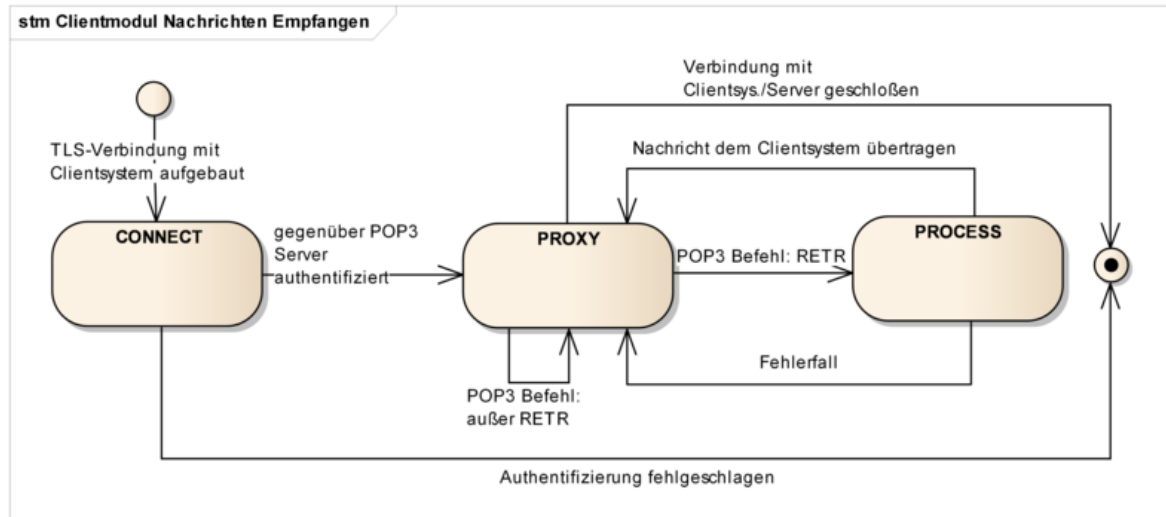 stm Clientmodul Nachrichten Empfangen
Verbindung mit
Clientsys./Server geschloßen
TLS-Verbindung mit
Clientsystem aufgebaut
Nachricht dem Clientsystem übertragen
CONNECT
gegenüber POP3
Server
authentifiziert
PROXY
POP3 Befehl: RETR
PROCESS
Fehlerfall
POP3 Befehl:
außer RETR
Authentifizierung fehlgeschlagen